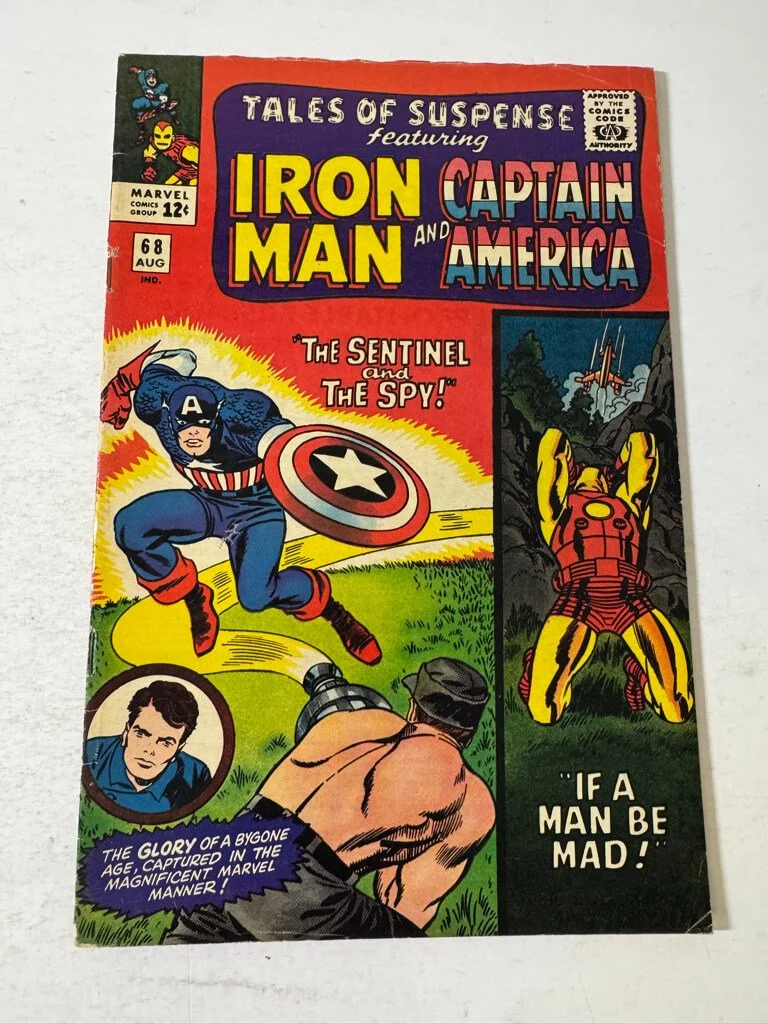 TALES OF SUSPENSE
featuring
IRON MAN
AND
CAPTAIN AMERICA
APPROVED
BY THE
COMICS
CODE
CA
AUTHORITY
MARVEL
COMICS
GROUP 12¢
68
AUG
IND.
"THE SENTINEL
and
THE SPY!"
A
"IF A
MAN BE
MAD!"
THE GLORY OF A BYGONE
AGE, CAPTURED IN THE
MAGNIFICENT MARVEL
MANNER!